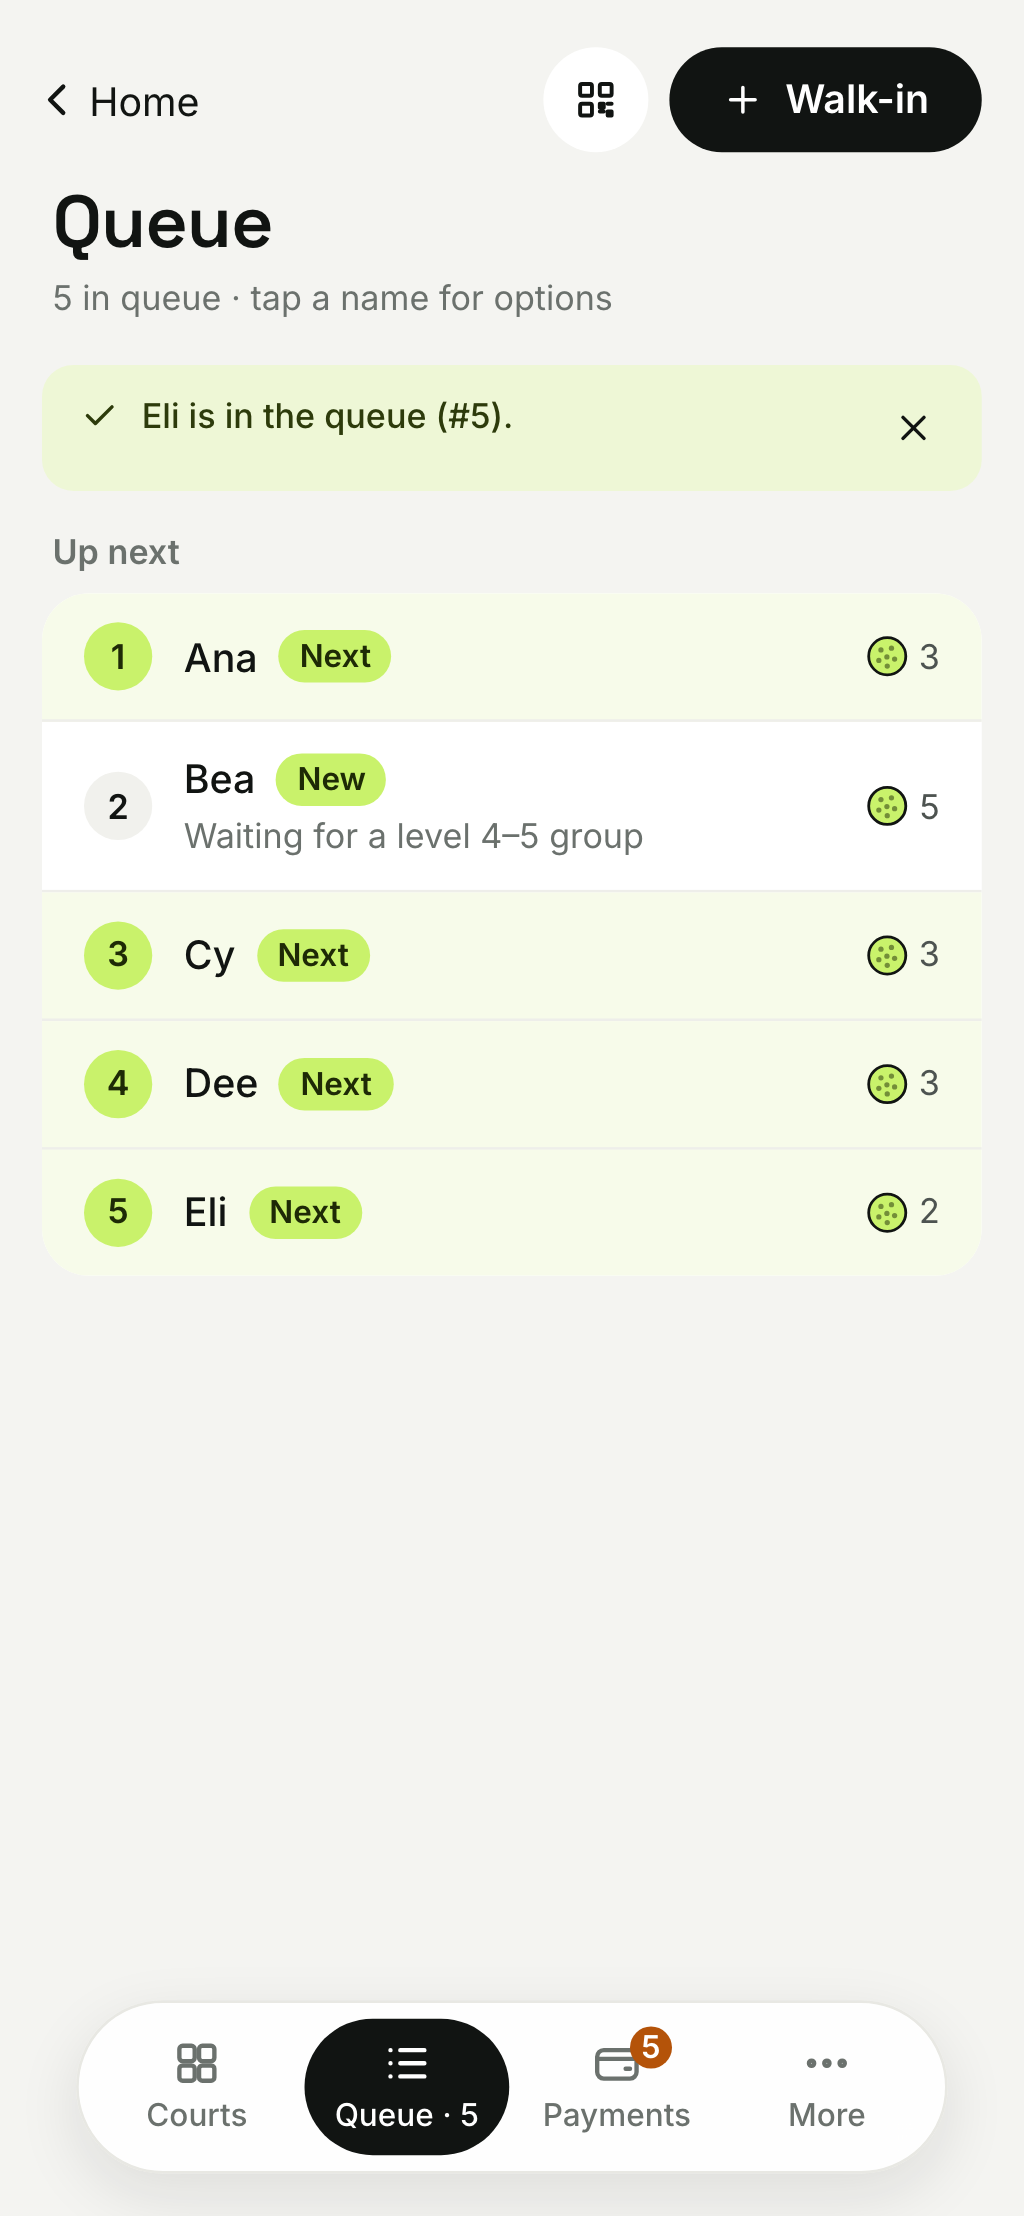 Home
Walk-in
Queue
5 in queue · tap a name for options
Eli is in the queue (#5).
Up next
1 Ana Next 3
2 Bea New 5
Waiting for a level 4–5 group
3 Cy Next 3
4 Dee Next 3
5 Eli Next 2
5
Courts Queue · 5 Payments More